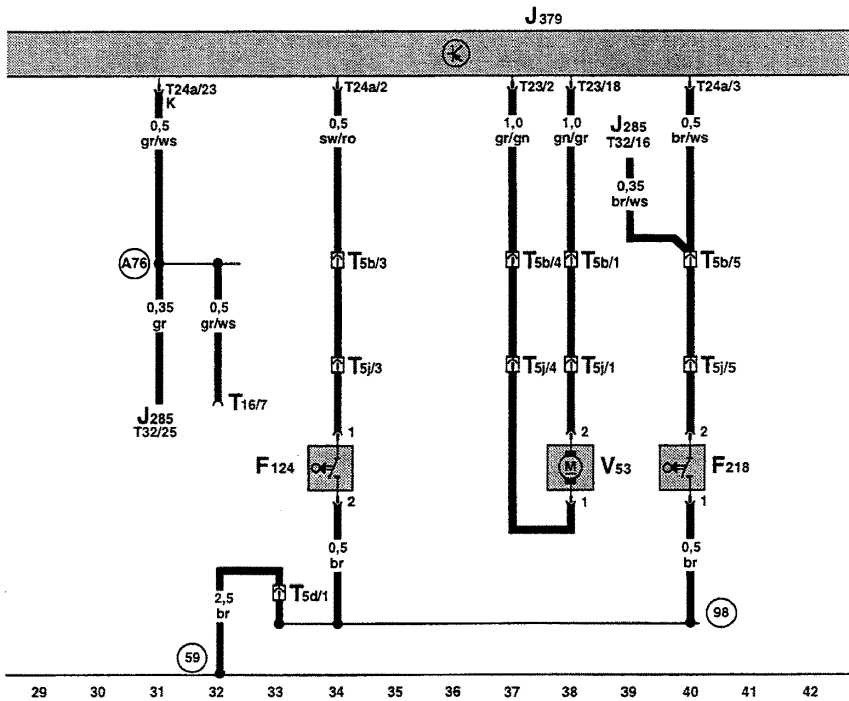 J379
T24a/23 T24a/2 T23/2 T23/18 T24a/3
K
0,5 0,5 1,0 1,0 J285 0,5
gr/ws sw/ro gr/gn gn/gr T32/16 br/ws
0,35
br/ws
A76 T5b/3 T5b/4 T5b/1 T5b/5
0,35 0,5
gr gr/ws
T5j/3 T5j/4 T5j/1 T5j/5
J285 T16/7
T32/25
1 2 2
F124 M V53 F218
2 1 1
0,5 0,5
br br
2,5 T5d/1
br
98
59
29 30 31 32 33 34 35 36 37 38 39 40 41 42